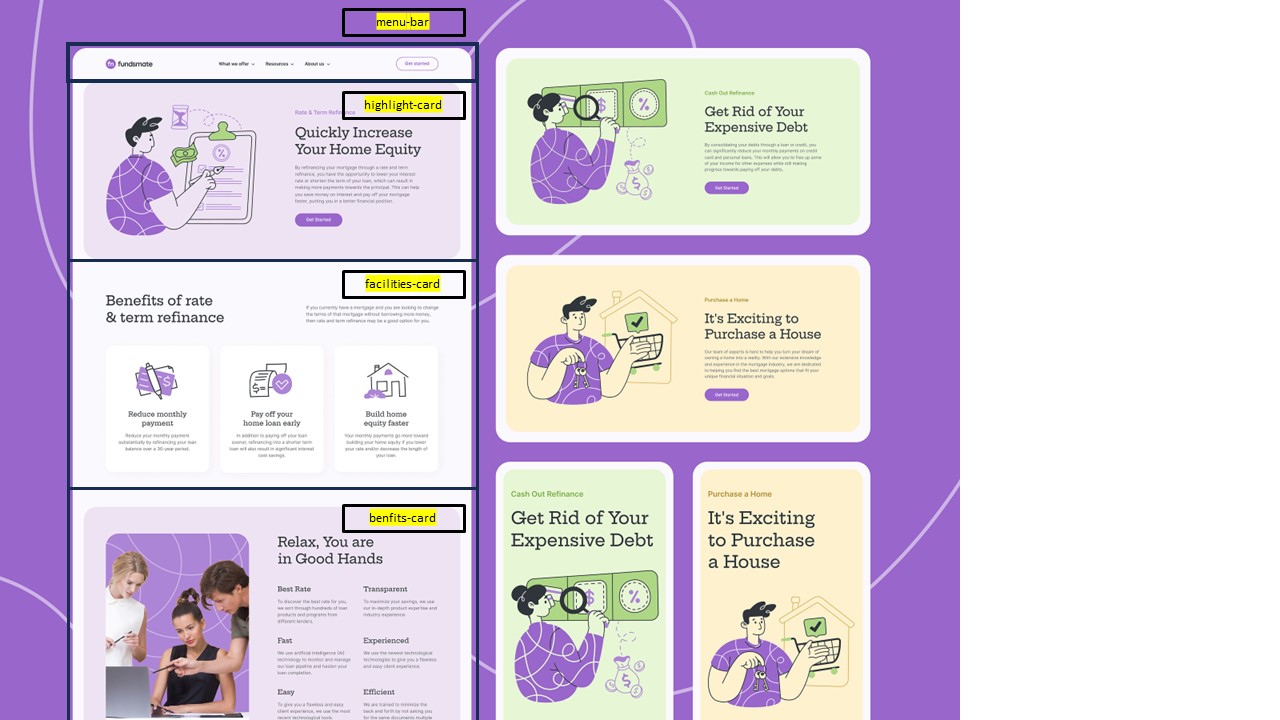 menu-bar
fn fundsmate
What we offer
Resources
About us
Get started
highlight-card
Rate & Term Refinance
Quickly Increase
Your Home Equity
By refinancing your mortgage through a rate and term
refinance, you have the opportunity to lower your interest
rate or shorten the term of your loan, which can result in
making more payments towards the principal. This can help
you save money on interest and pay off your mortgage
faster, putting you in a better financial position.
Get Started
facilities-card
Benefits of rate
& term refinance
If you currently have a mortgage and you are looking to change
the terms of that mortgage without borrowing more money,
then rate and term refinance may be a good option for you.
Reduce monthly
payment
Reduce your monthly payment
substantially by refinancing your loan
balance over a 30-year period.
Pay off your
home loan early
In addition to paying off your loan
sooner, refinancing into a shorter term
loan will also result in significant interest
cost savings.
Build home
equity faster
Your monthly payments go more toward
building your home equity if you lower
your rate and/or decrease the length of
your loan.
benfits-card
Relax, You are
in Good Hands
Best Rate
To discover the best rate for you,
we sort through hundreds of loan
products and programs from
different lenders.
Transparent
To maximize your savings, we use
our in-depth product expertise and
industry experience.
Fast
We use artificial intelligence (AI)
technology to monitor and manage
our loan pipeline and hasten your
loan completion.
Experienced
We use the newest technological
technologies to give you a flawless
and easy client experience.
Easy
To give you a flawless and easy
client experience, we use the most
recent technological tools.
Efficient
We are trained to minimize the
back and forth by not asking you
for the same documents multiple
Cash Out Refinance
Get Rid of Your
Expensive Debt
By consolidating your debts through a loan or credit, you
can significantly reduce your monthly payments on credit
card and personal loans. This will allow you to free up some
of your income for other expenses while still making
progress towards paying off your debts.
Get Started
Purchase a Home
It's Exciting to
Purchase a House
Our team of experts is here to help you turn your dream of
owning a home into a reality. With our extensive knowledge
and experience in the mortgage industry, we are dedicated
to helping you find the best mortgage options that fit your
unique financial situation and goals.
Get Started
Cash Out Refinance
Get Rid of Your
Expensive Debt
Purchase a Home
It's Exciting
to Purchase
a House